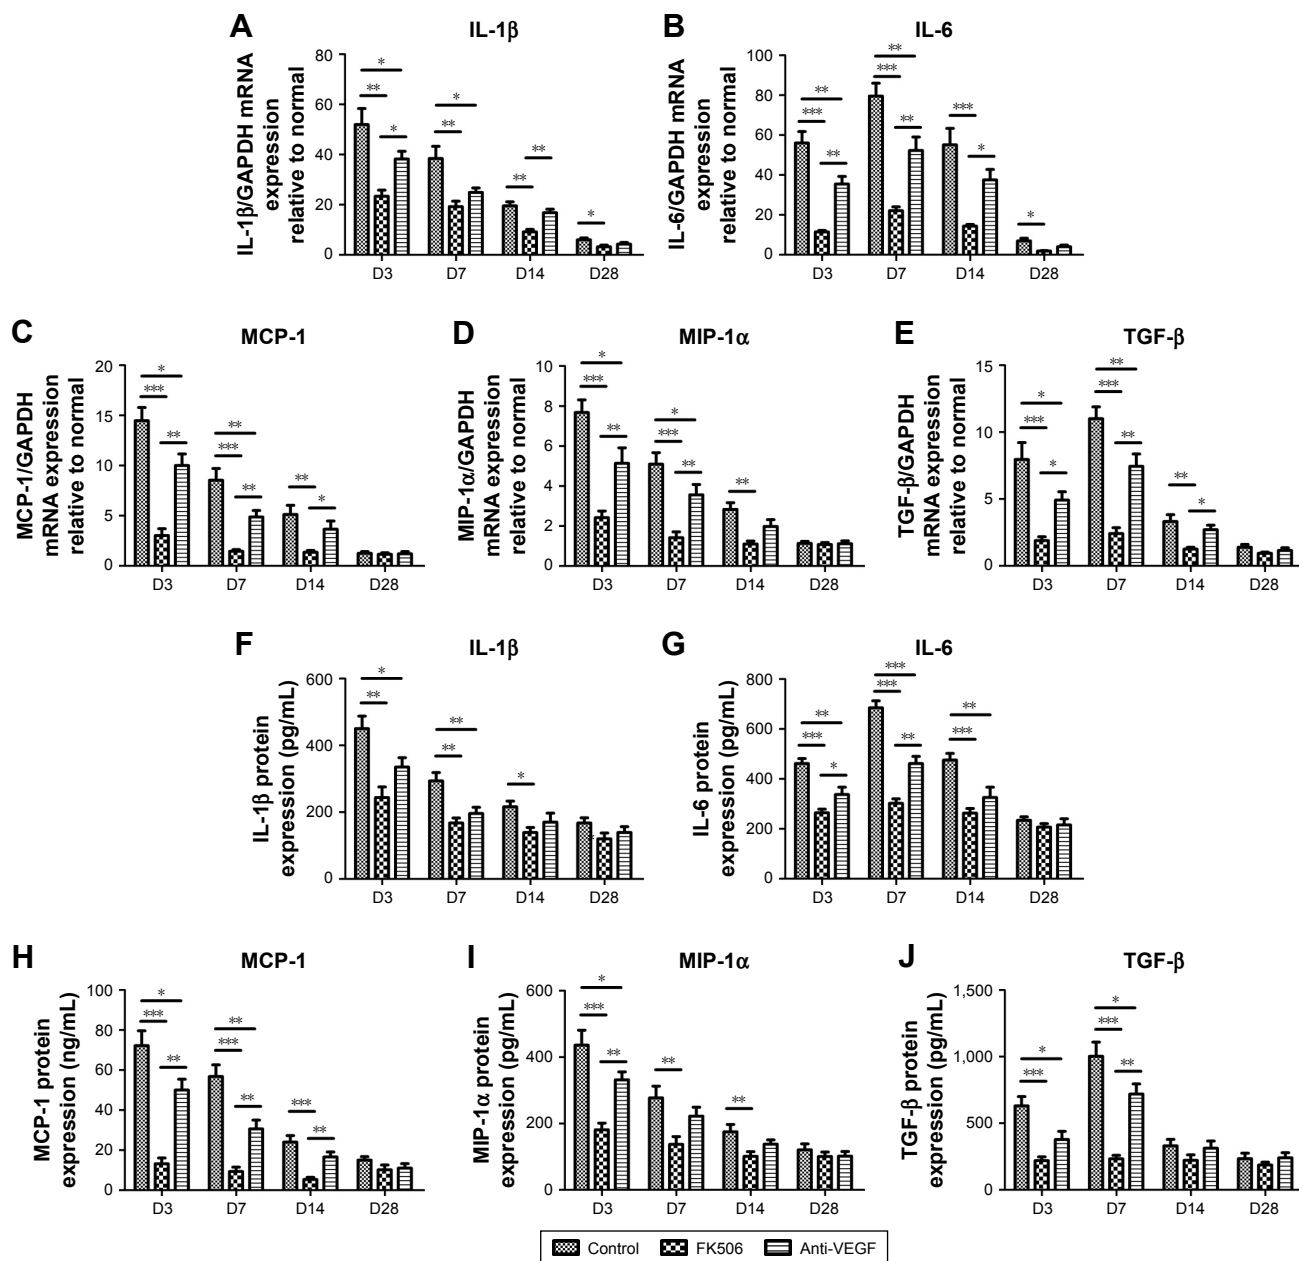 A
IL-1β
IL-1β/GAPDH mRNA
expression
relative to normal
80
60
40
20
0
* ** * * ** ** ** *
D3 D7 D14 D28
B
IL-6
IL-6/GAPDH mRNA
expression
relative to normal
100
80
60
40
20
0
** *** ** ** *** ** *** * *
D3 D7 D14 D28
C
MCP-1
MCP-1/GAPDH
mRNA expression
relative to normal
20
15
10
5
0
* *** ** ** *** ** ** *
D3 D7 D14 D28
D
MIP-1α
MIP-1α/GAPDH
mRNA expression
relative to normal
10
8
6
4
2
0
* *** ** * *** ** **
D3 D7 D14 D28
E
TGF-β
TGF-β/GAPDH
mRNA expression
relative to normal
15
10
5
0
* *** * ** *** ** ** *
D3 D7 D14 D28
F
IL-1β
IL-1β protein
expression (pg/mL)
600
400
200
0
* ** ** ** *
D3 D7 D14 D28
G
IL-6
IL-6 protein
expression (pg/mL)
800
600
400
200
0
** *** * *** *** ** ** ***
D3 D7 D14 D28
H
MCP-1
MCP-1 protein
expression (ng/mL)
100
80
60
40
20
0
* *** ** ** *** ** *** **
D3 D7 D14 D28
I
MIP-1α
MIP-1α protein
expression (pg/mL)
600
400
200
0
* *** ** ** **
D3 D7 D14 D28
J
TGF-β
TGF-β protein
expression (pg/mL)
1,500
1,000
500
0
* *** * *** **
D3 D7 D14 D28
Control FK506 Anti-VEGF